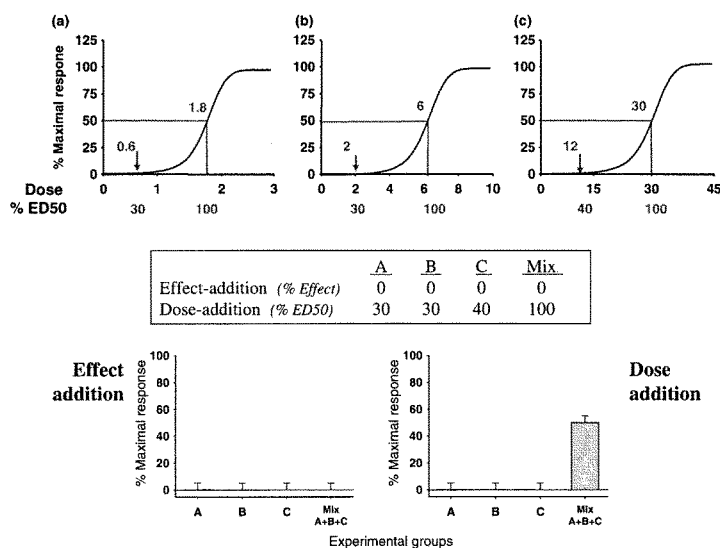 (a)
(b)
(c)
% Maximal respone
125
100
75
50
25
0
1.8
0.6
125
100
75
50
25
0
6
2
125
100
75
50
25
0
30
12
Dose
0 1 2 3
0 2 4 6 8 10
0 15 30 45
% ED50
30 100
30 100
40 100
A B C Mix
Effect-addition (% Effect) 0 0 0 0
Dose-addition (% ED50) 30 30 40 100
Effect
addition
% Maximal response
100
80
60
40
20
0
A B C Mix
A+B+C
Dose
addition
% Maximal response
100
80
60
40
20
0
A B C Mix
A+B+C
Experimental groups